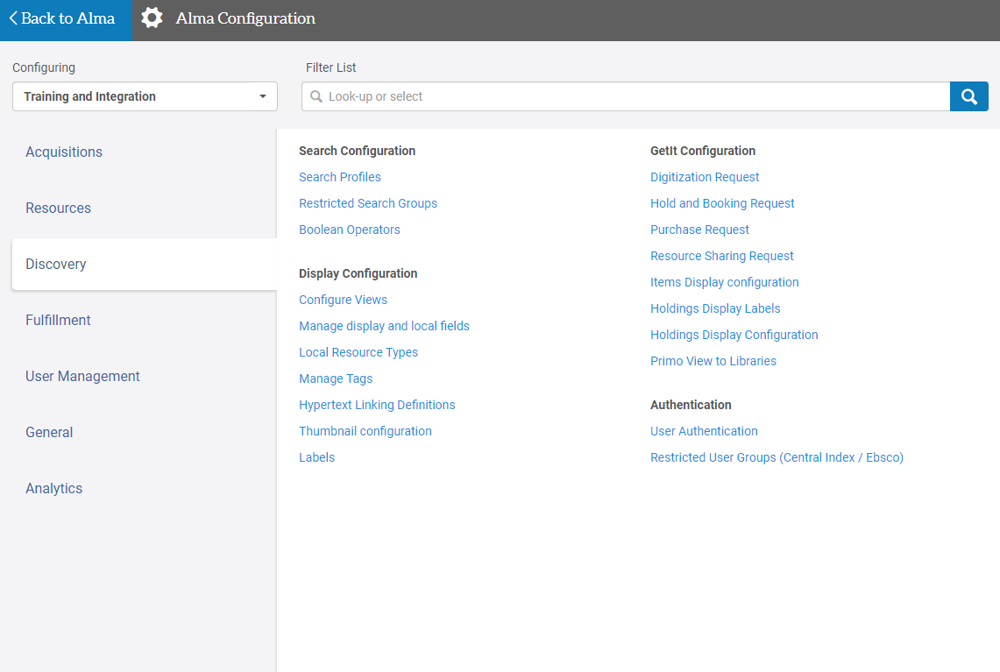 Back to Alma
Alma Configuration
Configuring
Filter List
Training and Integration
Look-up or select
Acquisitions
Resources
Discovery
Fulfillment
User Management
General
Analytics
Search Configuration
Search Profiles
Restricted Search Groups
Boolean Operators
Display Configuration
Configure Views
Manage display and local fields
Local Resource Types
Manage Tags
Hypertext Linking Definitions
Thumbnail configuration
Labels
GetIt Configuration
Digitization Request
Hold and Booking Request
Purchase Request
Resource Sharing Request
Items Display configuration
Holdings Display Labels
Holdings Display Configuration
Primo View to Libraries
Authentication
User Authentication
Restricted User Groups (Central Index / Ebsco)